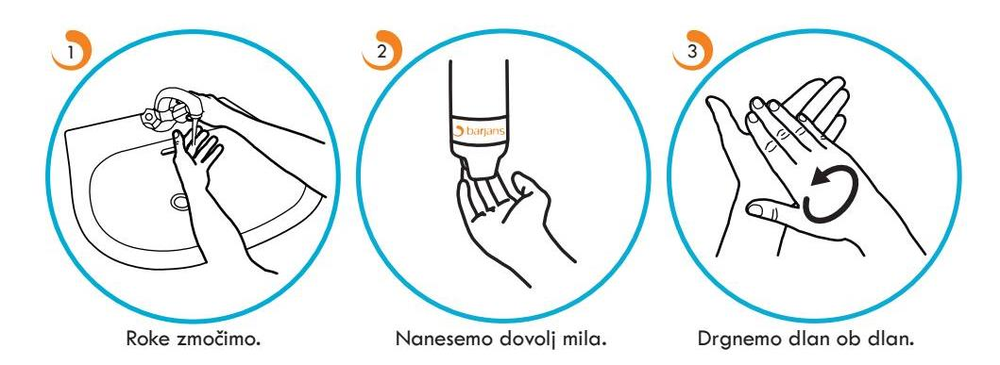 1
2
3
barjans
Roke zmočimo.
Nanesemo dovolj mila.
Drgnemo dlan ob dlan.